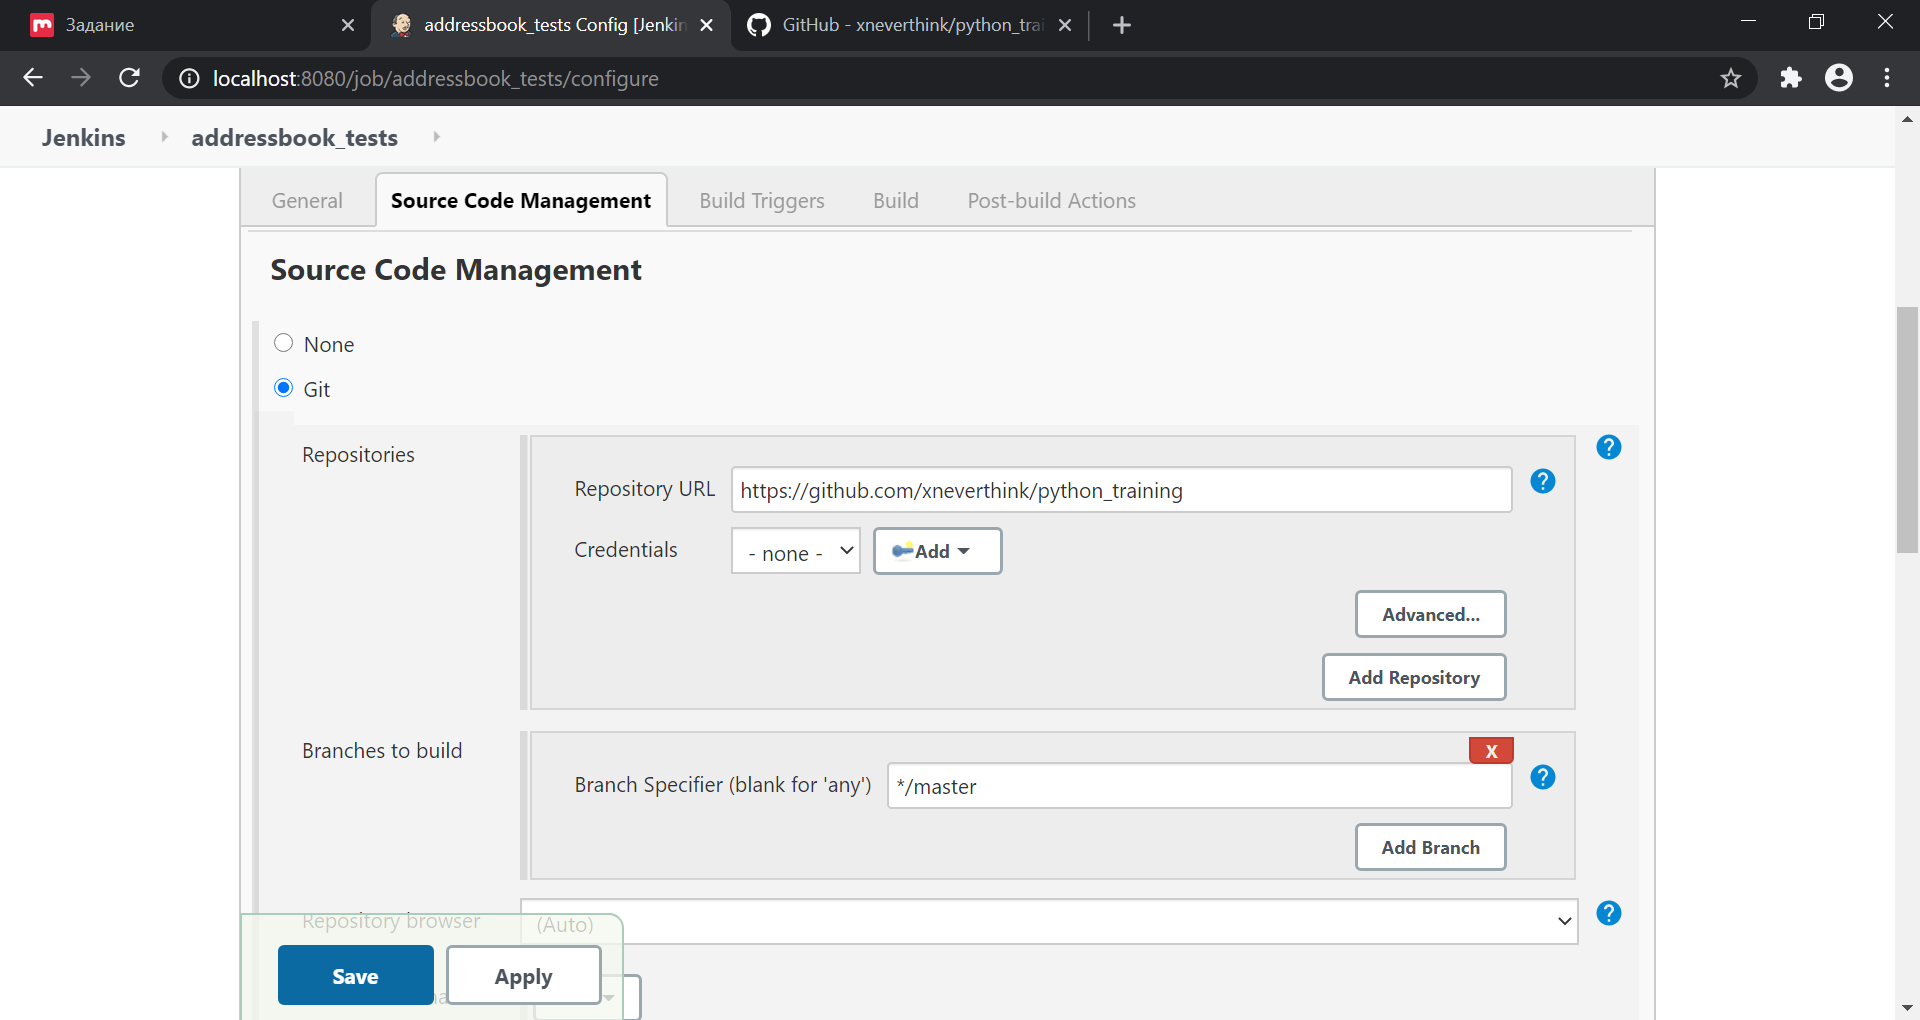 Задание
addressbook_tests Config [Jenkin
GitHub - xneverthink/python_trai
localhost:8080/job/addressbook_tests/configure
Jenkins
addressbook_tests
General
Source Code Management
Build Triggers
Build
Post-build Actions
Source Code Management
None
Git
Repositories
Repository URL
https://github.com/xneverthink/python_training
Credentials
- none -
Add
Advanced...
Add Repository
Branches to build
X
Branch Specifier (blank for 'any')
*/master
Add Branch
Repository browser
(Auto)
Save
Apply